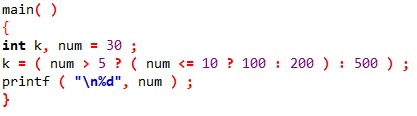 main( )
{
int k, num = 30 ;
k = ( num > 5 ? ( num <= 10 ? 100 : 200 ) : 500 ) ;
printf ( "\n%d", num ) ;
}